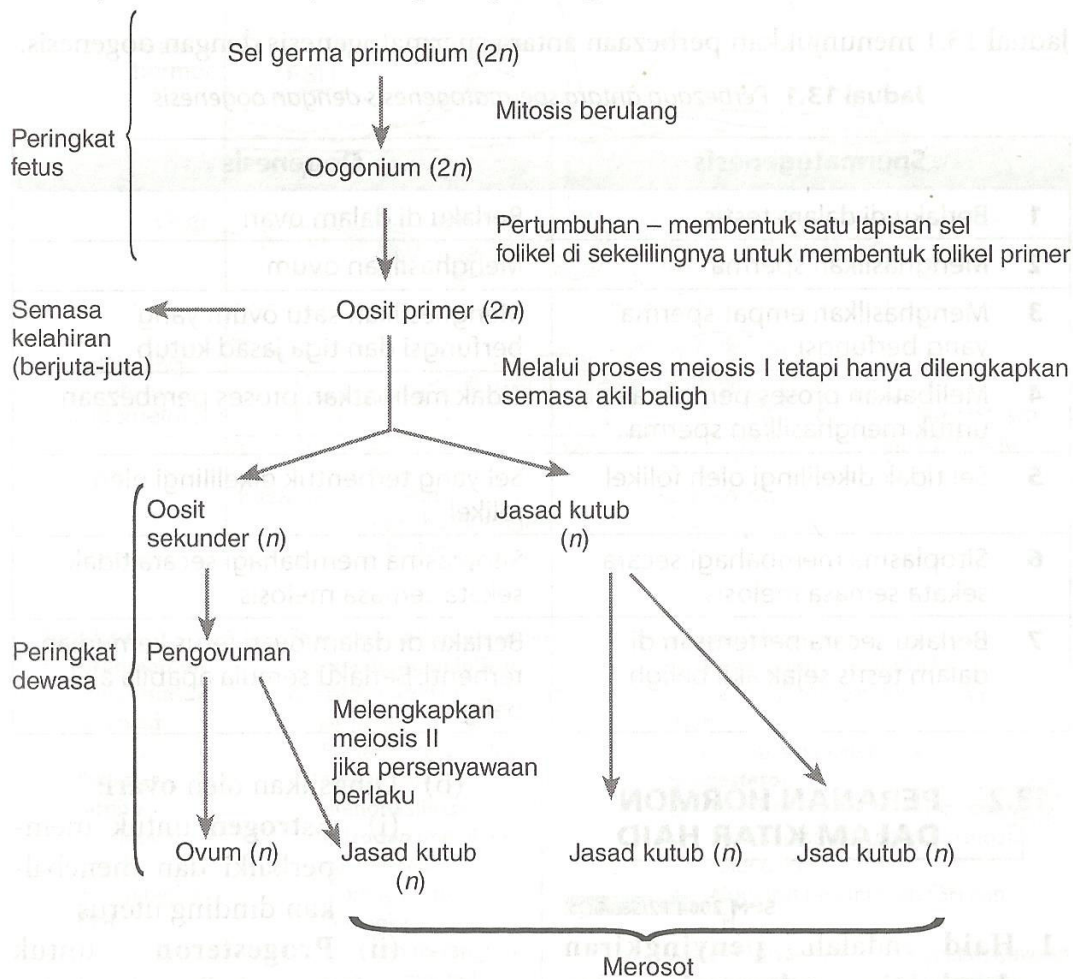 Sel germa primodium (2n)
Mitosis berulang
Peringkat
fetus
Oogonium (2n)
Pertumbuhan – membentuk satu lapisan sel
folikel di sekelilingnya untuk membentuk folikel primer
Semasa
kelahiran
(berjuta-juta)
Oosit primer (2n)
Melalui proses meiosis I tetapi hanya dilengkapkan
semasa akil baligh
Oosit
sekunder (n)
Jasad kutub
(n)
Peringkat
dewasa
Pengovuman
Melengkapkan
meiosis II
jika persenyawaan
berlaku
Ovum (n)
Jasad kutub
(n)
Jasad kutub (n)
Jsad kutub (n)
Merosot